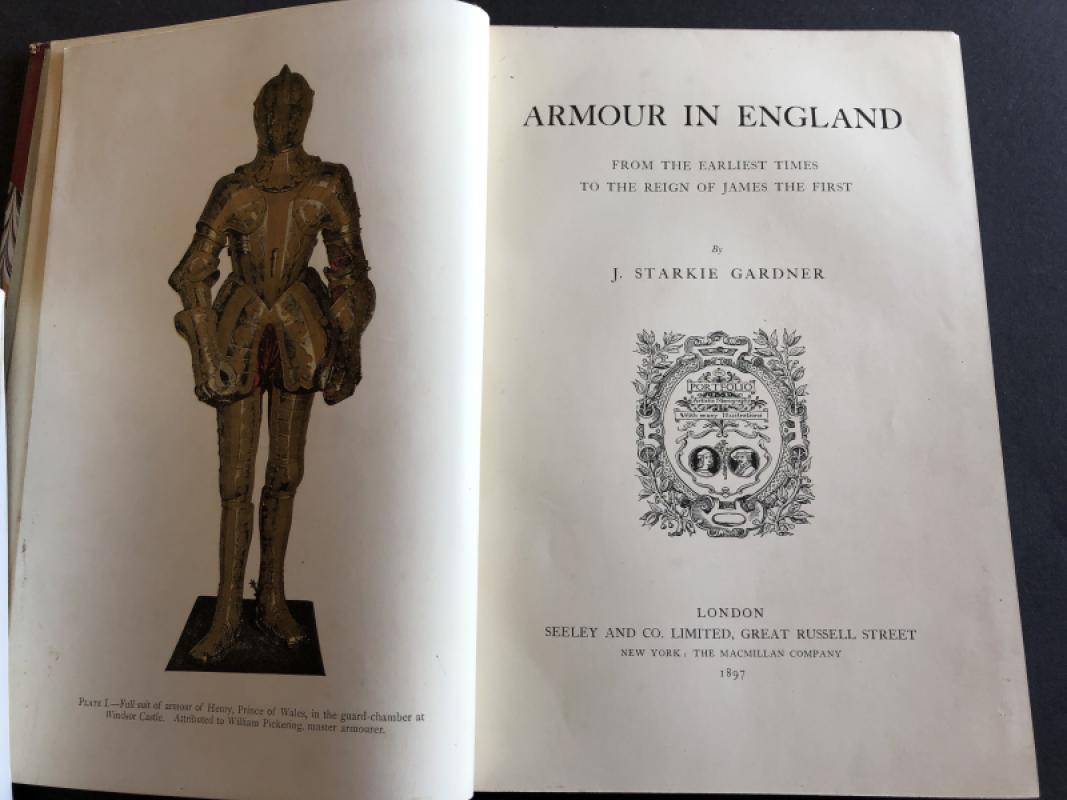 PLATE I.—Full suit of armour of Henry, Prince of Wales, in the guard-chamber at
Windsor Castle. Attributed to William Pickering, master armourer.
ARMOUR IN ENGLAND
FROM THE EARLIEST TIMES
TO THE REIGN OF JAMES THE FIRST
By
J. STARKIE GARDNER
PORTFOLIO
Artistic Monographs
With many Illustrations
LONDON
SEELEY AND CO. LIMITED, GREAT RUSSELL STREET
NEW YORK: THE MACMILLAN COMPANY
1897